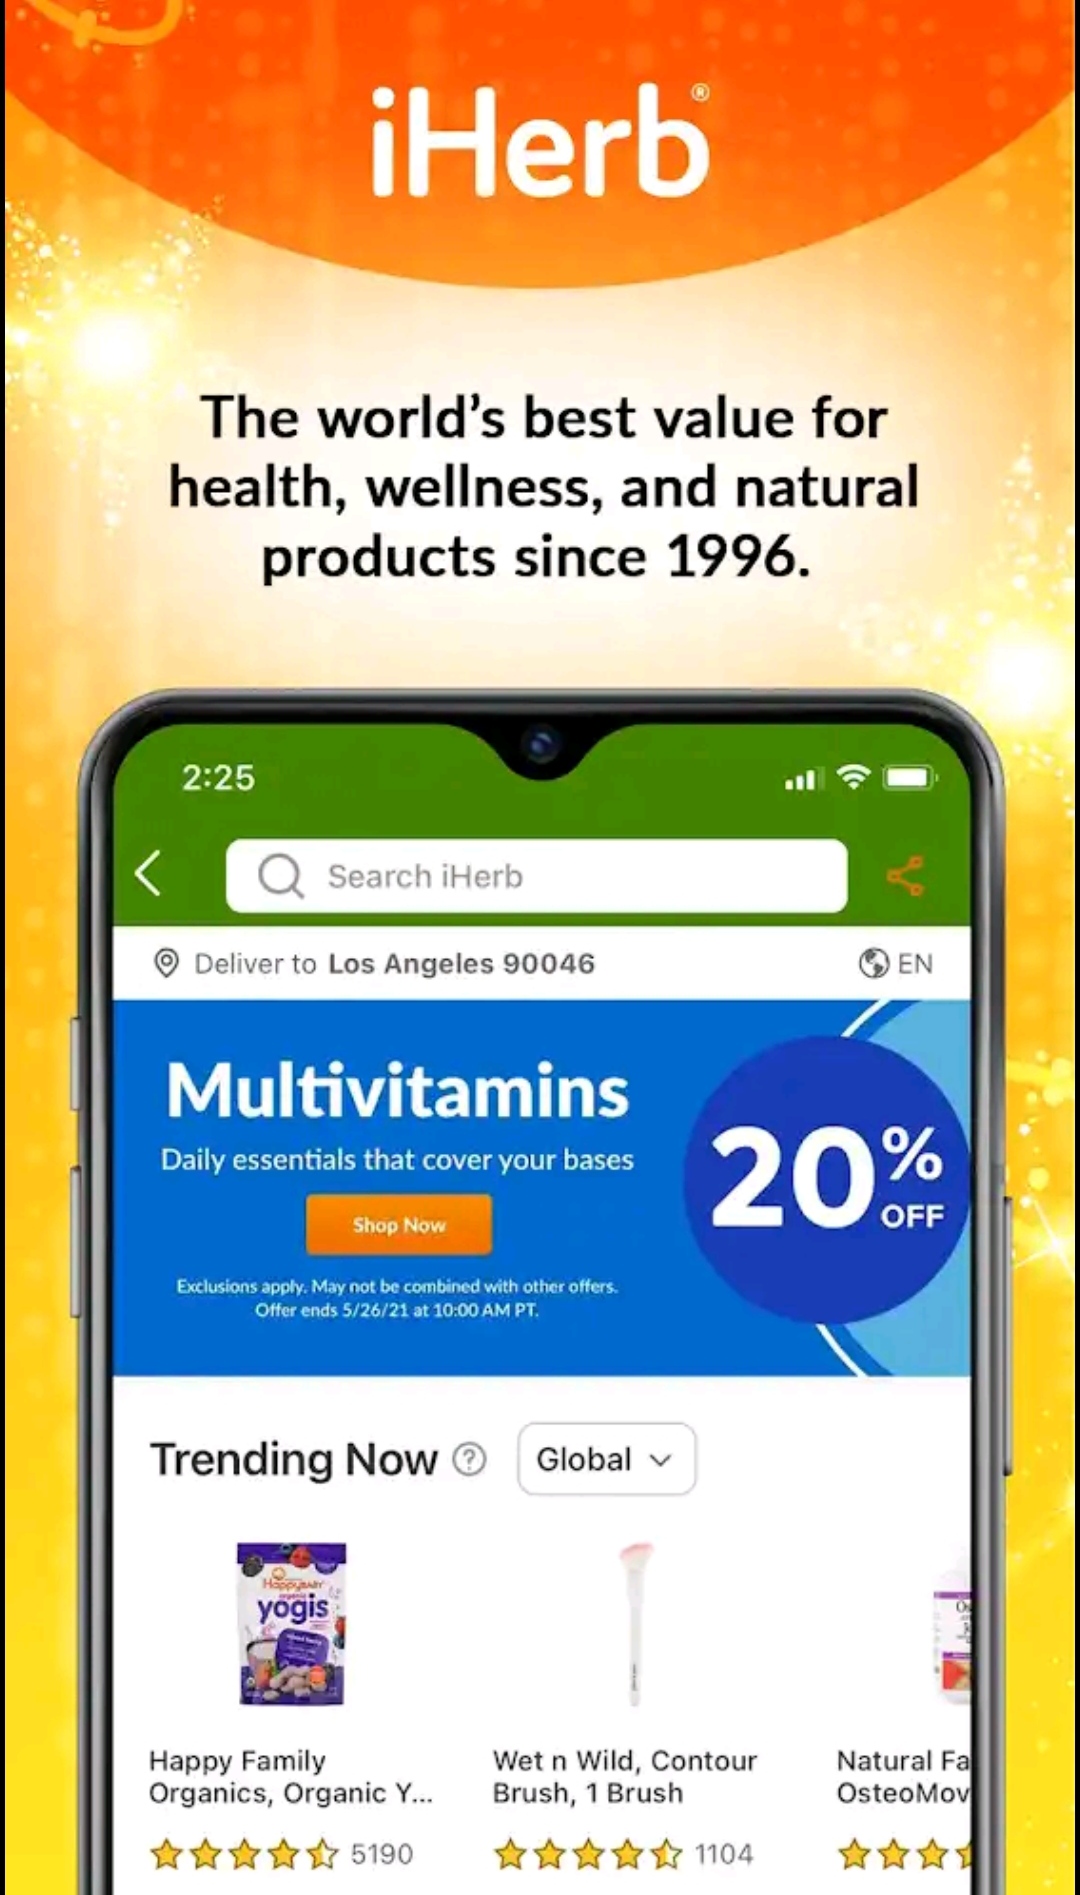 iHerb®
The world's best value for
health, wellness, and natural
products since 1996.
2:25
Search iHerb
Deliver to Los Angeles 90046
EN
Multivitamins
Daily essentials that cover your bases
Shop Now
Exclusions apply. May not be combined with other offers.
Offer ends 5/26/21 at 10:00 AM PT.
20%
OFF
Trending Now ?
Global
HappyBABY
organic
yogis
Happy Family
Organics, Organic Y...
5190
Wet n Wild, Contour
Brush, 1 Brush
1104
Natural Fa
OsteoMov